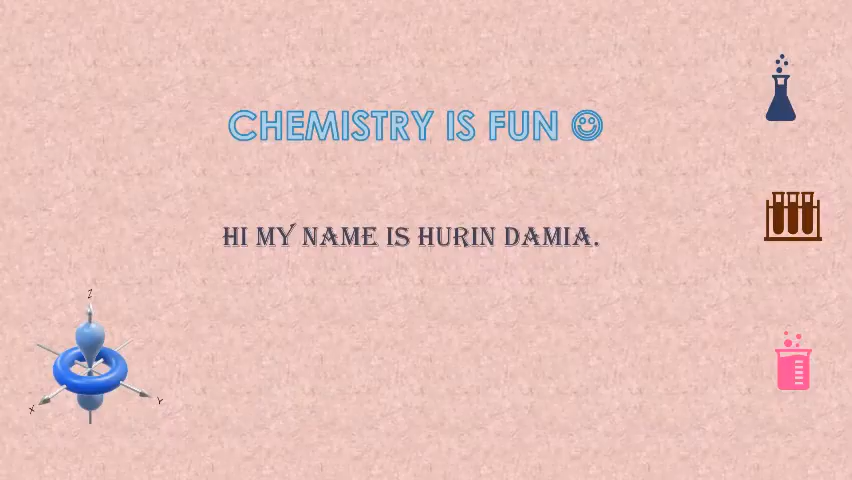 CHEMISTRY IS FUN ☺
HI MY NAME IS HURIN DAMIA.
Z
X
Y